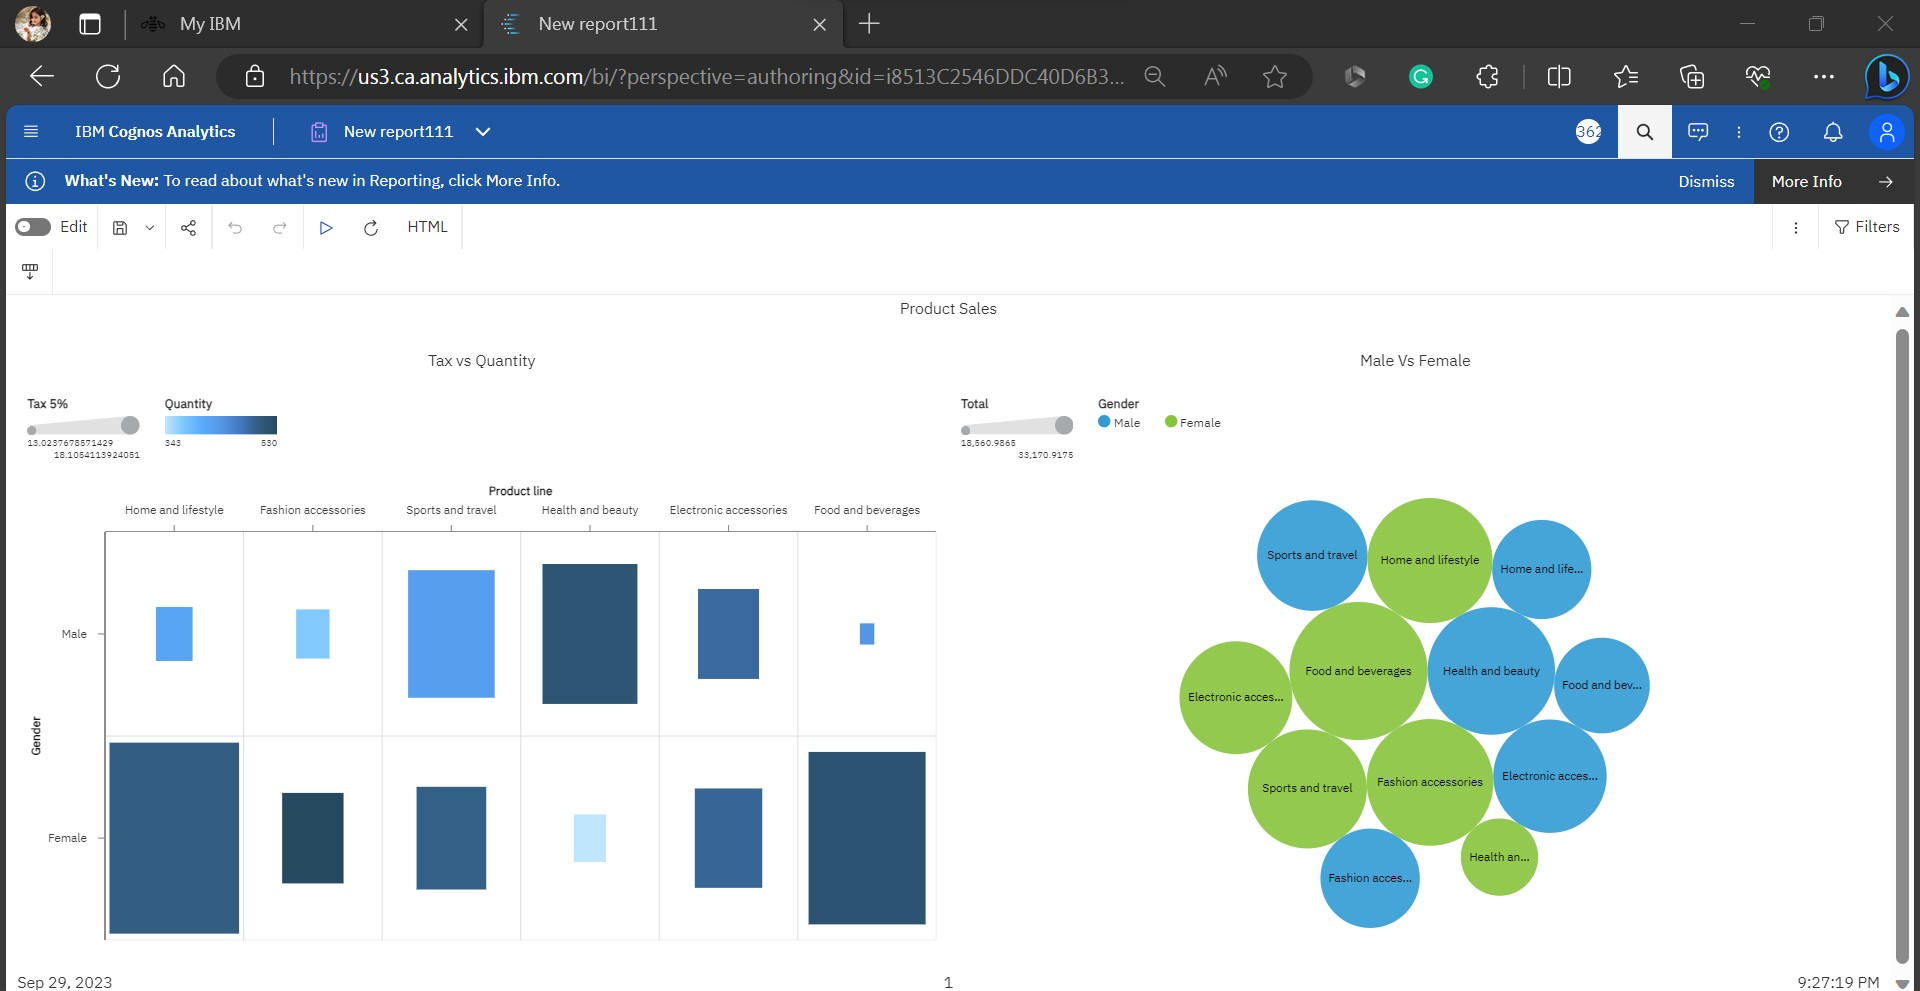 My IBM
New report111
https://us3.ca.analytics.ibm.com/bi/?perspective=authoring&id=i8513C2546DDC40D6B3...
IBM Cognos Analytics
New report111
362
What's New: To read about what's new in Reporting, click More Info.
Dismiss
More Info
Edit
HTML
Filters
Product Sales
Tax vs Quantity
Tax 5%
13.0237678571429
18.1054113924051
Quantity
343 530
Product line
Home and lifestyle Fashion accessories Sports and travel Health and beauty Electronic accessories Food and beverages
Gender
Male
Female
Male Vs Female
Total
18,560.9865
33,170.9175
Gender
Male Female
Sports and travel
Home and lifestyle
Home and life...
Food and beverages
Health and beauty
Food and bev...
Electronic acces...
Sports and travel
Fashion accessories
Electronic acces...
Health an...
Fashion acces...
Sep 29, 2023
1
9:27:19 PM